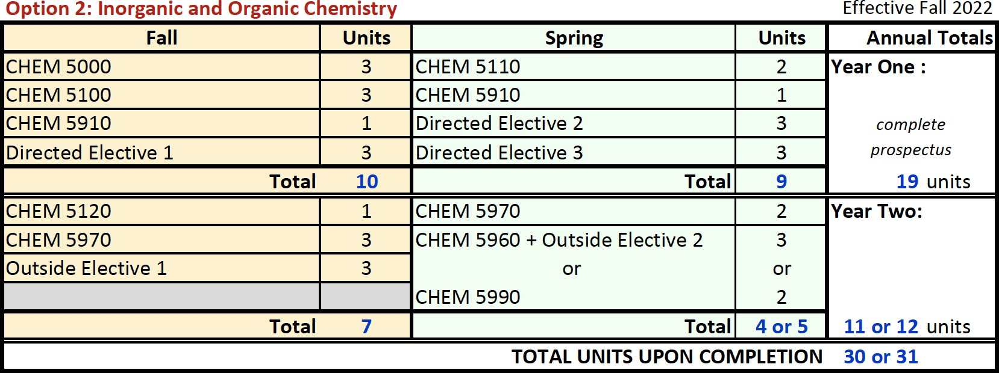 Option 2: Inorganic and Organic Chemistry Effective Fall 2022
Fall Units Spring Units Annual Totals
CHEM 5000 3 CHEM 5110 2 Year One :
CHEM 5100 3 CHEM 5910 1
CHEM 5910 1 Directed Elective 2 3 complete
Directed Elective 1 3 Directed Elective 3 3 prospectus
Total 10 Total 9 19 units
CHEM 5120 1 CHEM 5970 2 Year Two:
CHEM 5970 3 CHEM 5960 + Outside Elective 2 3
Outside Elective 1 3 or or
CHEM 5990 2
Total 7 Total 4 or 5 11 or 12 units
TOTAL UNITS UPON COMPLETION 30 or 31